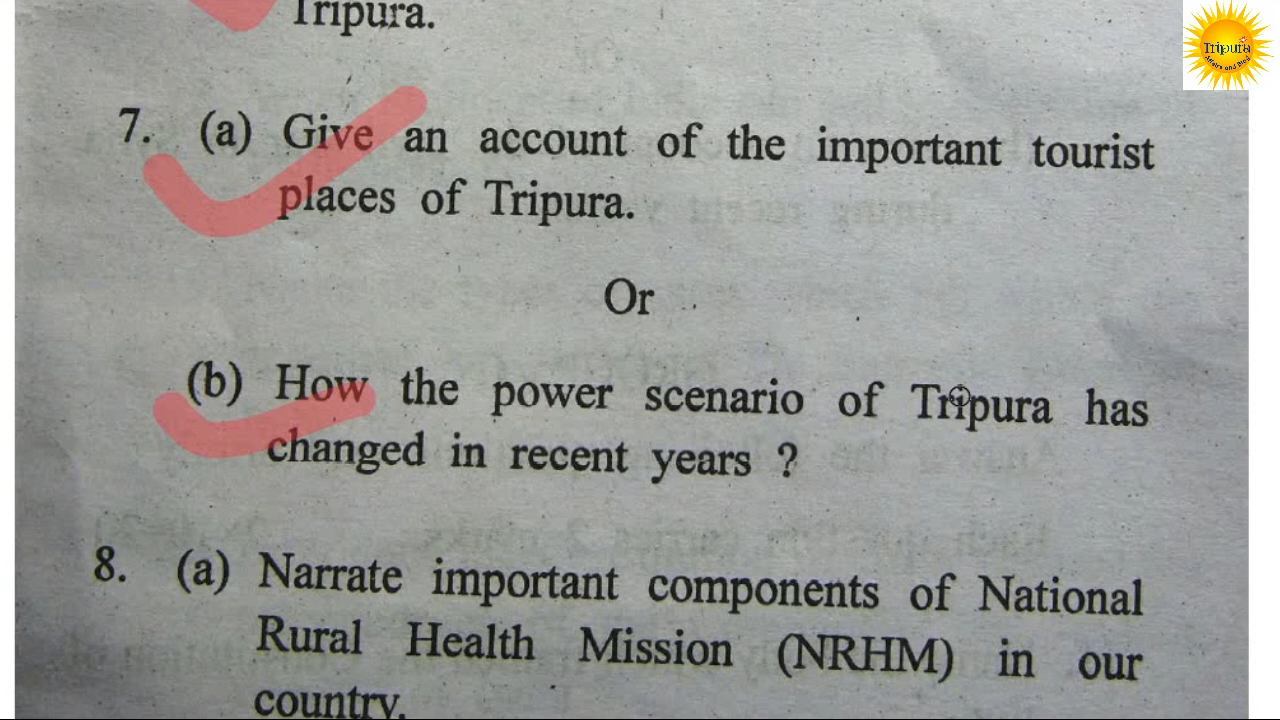 Tripura.
Tripura
7. (a) Give an account of the important tourist
places of Tripura.
Or
(b) How the power scenario of Tripura has
changed in recent years ?
8. (a) Narrate important components of National
Rural Health Mission (NRHM) in our
country.